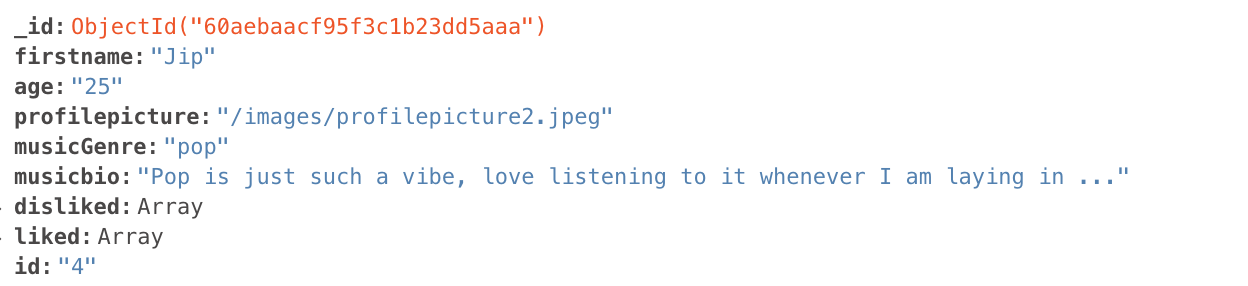 _id: ObjectId("60aebaacf95f3c1b23dd5aaa")
firstname: "Jip"
age: "25"
profilepicture: "/images/profilepicture2.jpeg"
musicGenre: "pop"
musicbio: "Pop is just such a vibe, love listening to it whenever I am laying in ..."
disliked: Array
liked: Array
id: "4"